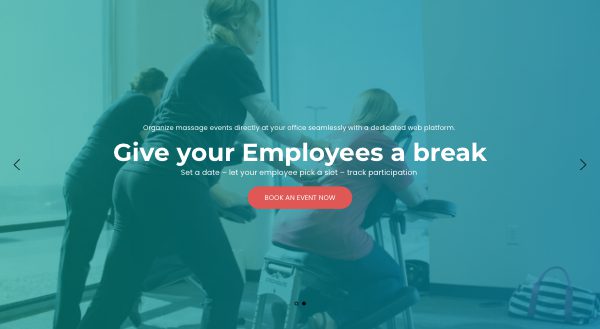 Organize massage events directly at your office seamlessly with a dedicated web platform.
Give your Employees a break
Set a date – let your employee pick a slot – track participation
BOOK AN EVENT NOW